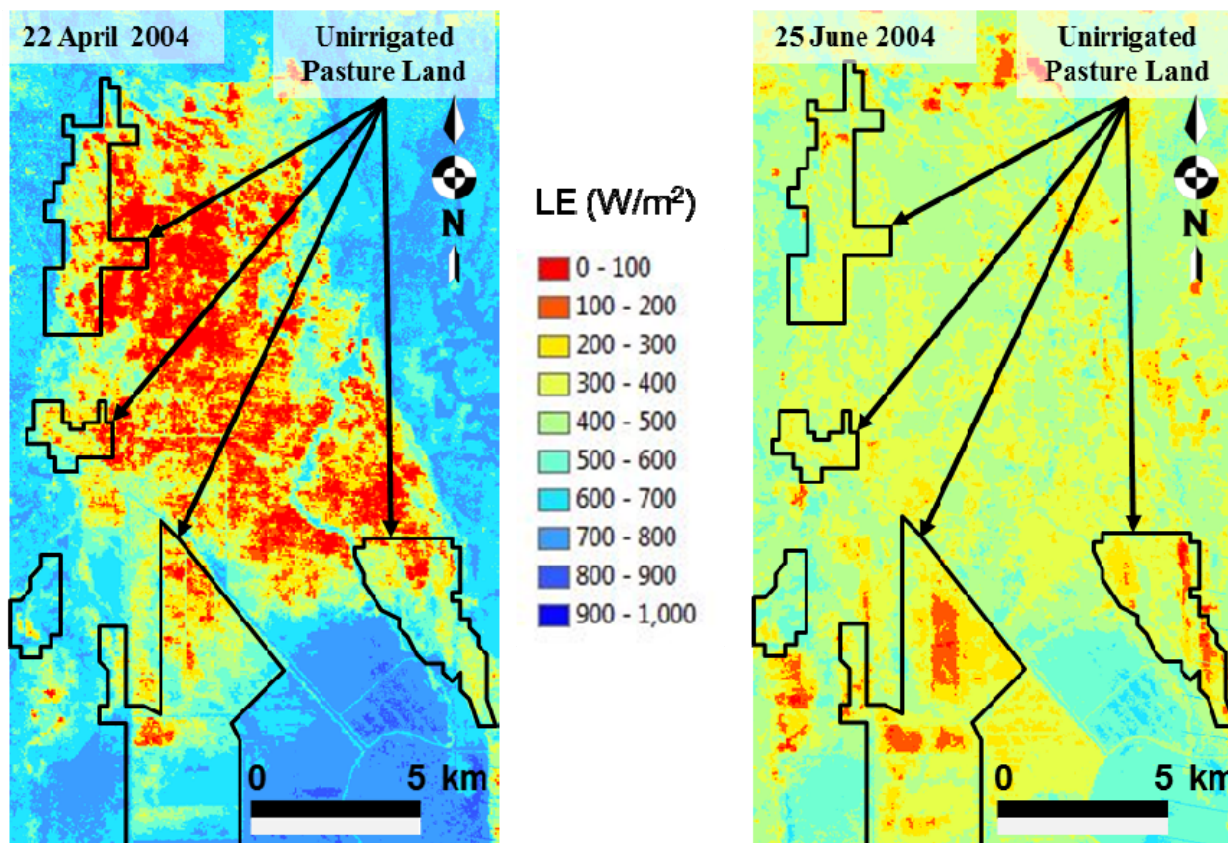 22 April 2004
Unirrigated
Pasture Land
N
0 5 km
LE (W/m²)
0 - 100
100 - 200
200 - 300
300 - 400
400 - 500
500 - 600
600 - 700
700 - 800
800 - 900
900 - 1,000
25 June 2004
Unirrigated
Pasture Land
N
0 5 km